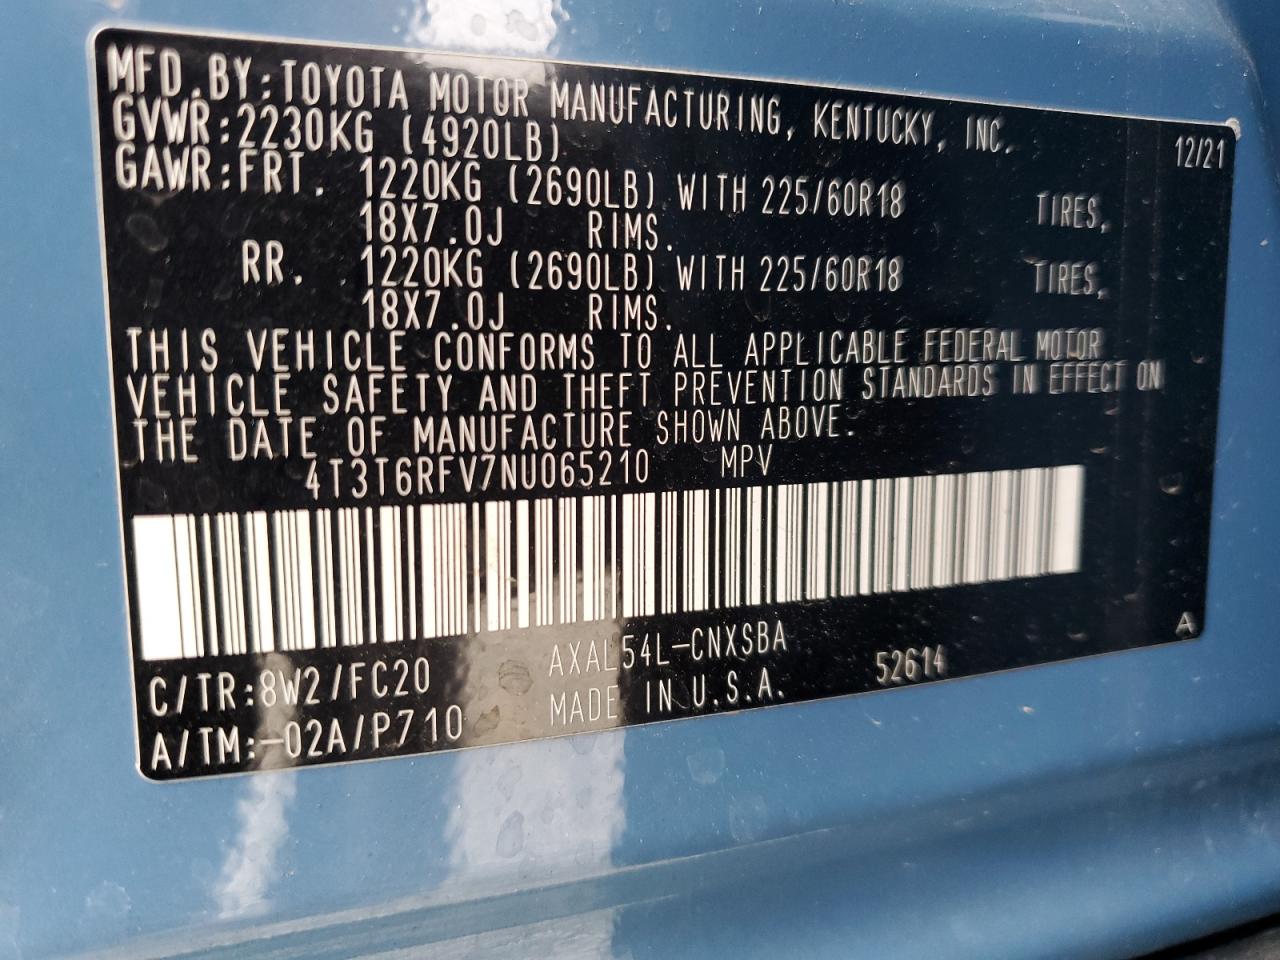 MFD.BY:TOYOTA MOTOR MANUFACTURING, KENTUCKY, INC. 12/21
GVWR:2230KG (4920LB)
GAWR:FRT. 1220KG (2690LB) WITH 225/60R18 TIRES,
18X7.0J RIMS.
RR. 1220KG (2690LB) WITH 225/60R18 TIRES,
18X7.0J RIMS.
THIS VEHICLE CONFORMS TO ALL APPLICABLE FEDERAL MOTOR
VEHICLE SAFETY AND THEFT PREVENTION STANDARDS IN EFFECT ON
THE DATE OF MANUFACTURE SHOWN ABOVE.
4T3T6RFV7NU065210 MPV
C/TR:8W2/FC20 AXAL54L-CNXSBA 52614 A
A/TM:-02A/P710 MADE IN U.S.A.